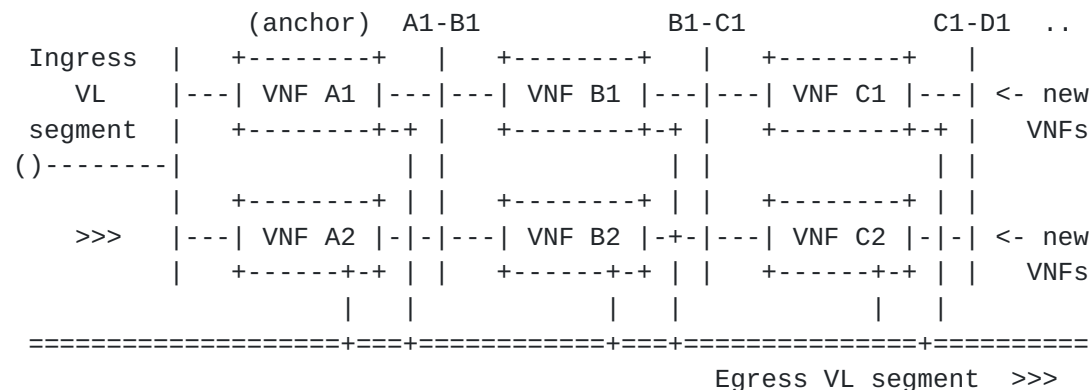 (anchor) A1-B1 B1-C1 C1-D1 ..
Ingress | +--------+ | +--------+ | +--------+ |
VL |---| VNF A1 |---|---| VNF B1 |---|---| VNF C1 |---| <- new
segment | +--------+-+ | +--------+-+ | +--------+-+ | VNFs
()--------| | | | | | |
| +--------+ | | +--------+ | | +--------+ | |
>>> |---| VNF A2 |-|-|---| VNF B2 |-+-|---| VNF C2 |-|-| <- new
| +------+-+ | | +------+-+ | | +------+-+ | | VNFs
| | | | | |
====================+===+============+===+===============+==========
Egress VL segment >>>